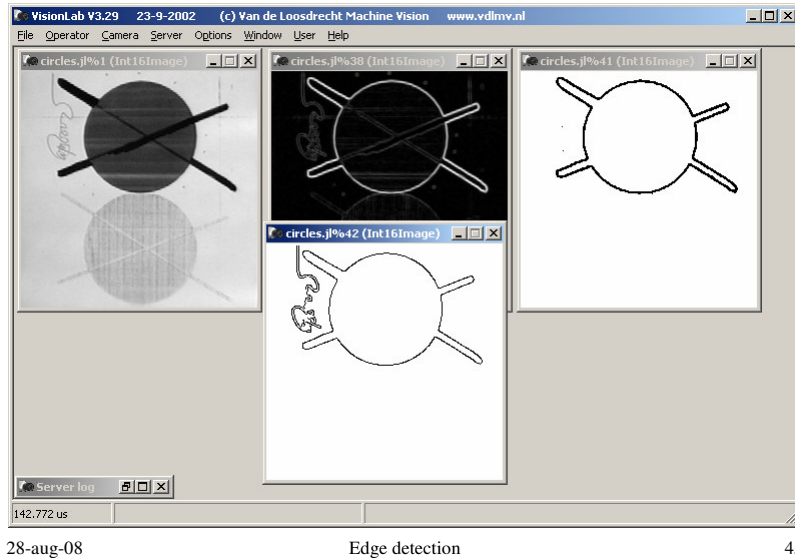 VisionLab V3.29 23-9-2002 (c) Van de Loosdrecht Machine Vision www.vdlmv.nl
File Operator Camera Server Options Window User Help
circles.jl%1 (Int16Image)
circles.jl%38 (Int16Image)
circles.jl%41 (Int16Image)
circles.jl%42 (Int16Image)
Server log
142.772 us
28-aug-08 Edge detection 4